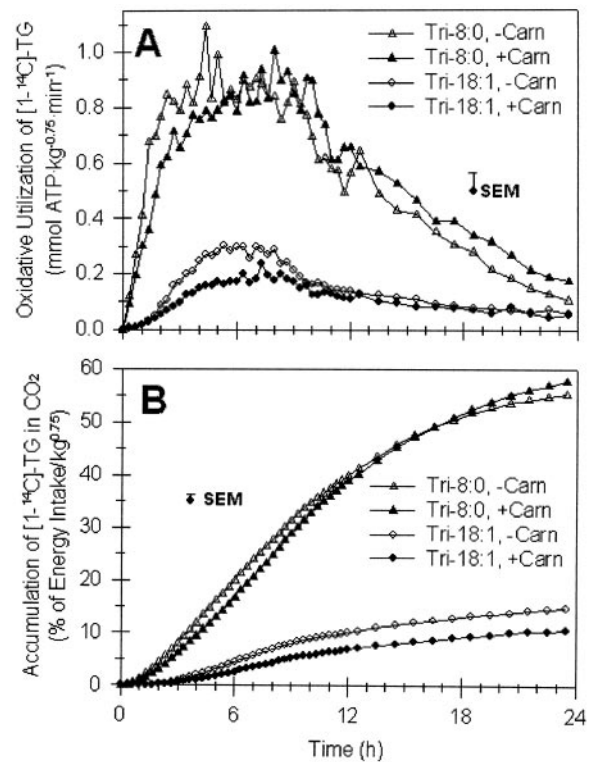 A
Oxidative Utilization of [1-¹⁴C]-TG
(mmol ATP·kg⁻⁰·⁷⁵·min⁻¹)
1.0
0.8
0.6
0.4
0.2
0.0
Tri-8:0, -Carn
Tri-8:0, +Carn
Tri-18:1, -Carn
Tri-18:1, +Carn
SEM
B
Accumulation of [1-¹⁴C]-TG in CO₂
(% of Energy Intake/kg⁰·⁷⁵)
60
50
40
30
20
10
0
SEM
Tri-8:0, -Carn
Tri-8:0, +Carn
Tri-18:1, -Carn
Tri-18:1, +Carn
0 6 12 18 24
Time (h)